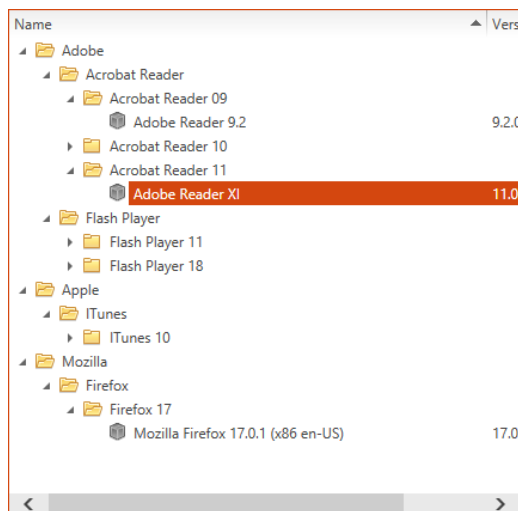 Name Vers
Adobe
Acrobat Reader
Acrobat Reader 09
Adobe Reader 9.2 9.2.0
Acrobat Reader 10
Acrobat Reader 11
Adobe Reader XI 11.0
Flash Player
Flash Player 11
Flash Player 18
Apple
ITunes
ITunes 10
Mozilla
Firefox
Firefox 17
Mozilla Firefox 17.0.1 (x86 en-US) 17.0